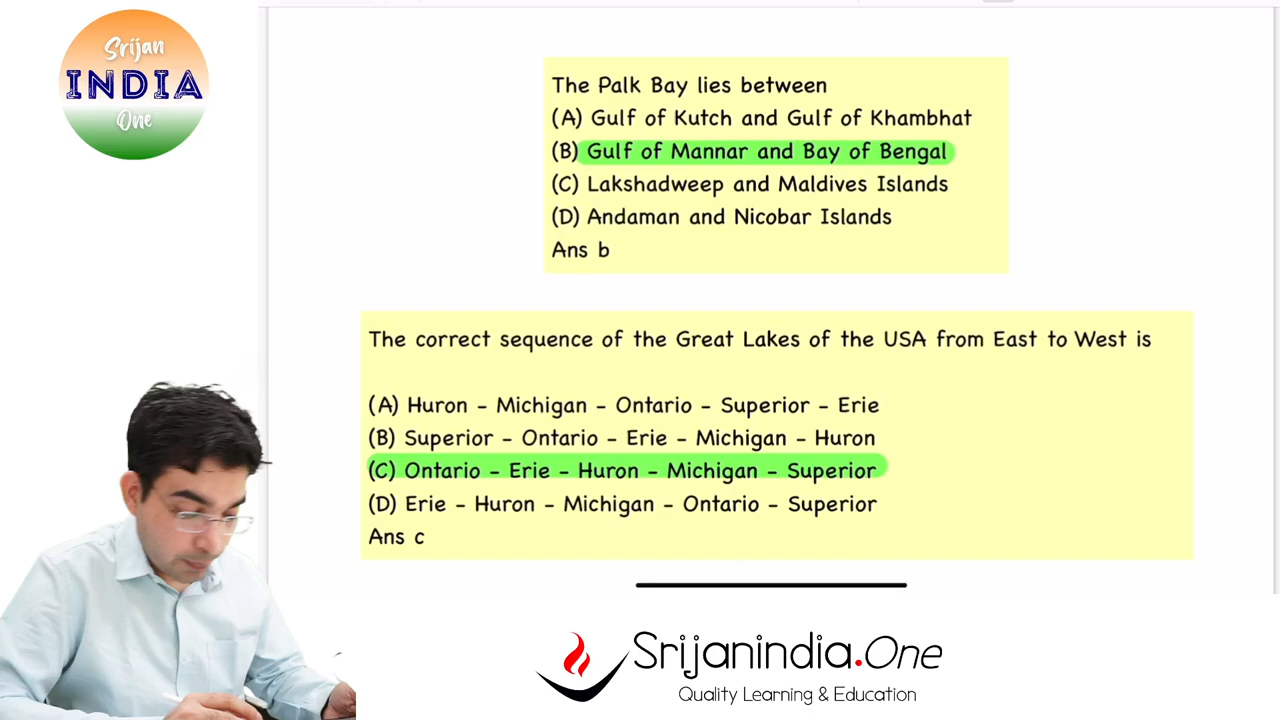 Srijan
INDIA
One
The Palk Bay lies between
(A) Gulf of Kutch and Gulf of Khambhat
(B) Gulf of Mannar and Bay of Bengal
(C) Lakshadweep and Maldives Islands
(D) Andaman and Nicobar Islands
Ans b
The correct sequence of the Great Lakes of the USA from East to West is
(A) Huron - Michigan - Ontario - Superior - Erie
(B) Superior - Ontario - Erie - Michigan - Huron
(C) Ontario - Erie - Huron - Michigan - Superior
(D) Erie - Huron - Michigan - Ontario - Superior
Ans c
Srijanindia.One
Quality Learning & Education